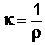 κ = 1/ρ